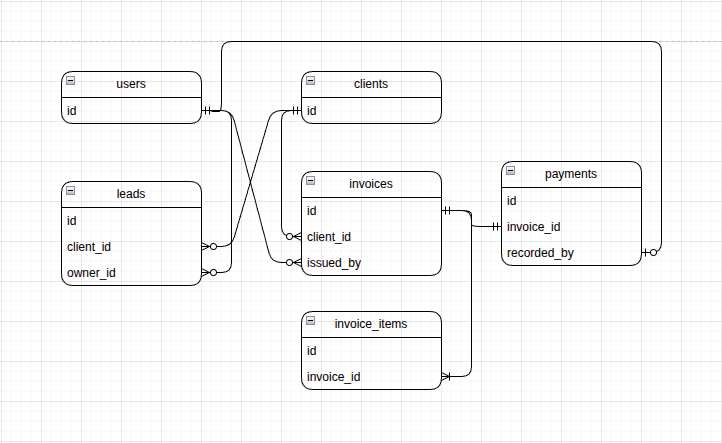 users
id
clients
id
leads
id
client_id
owner_id
invoices
id
client_id
issued_by
payments
id
invoice_id
recorded_by
invoice_items
id
invoice_id